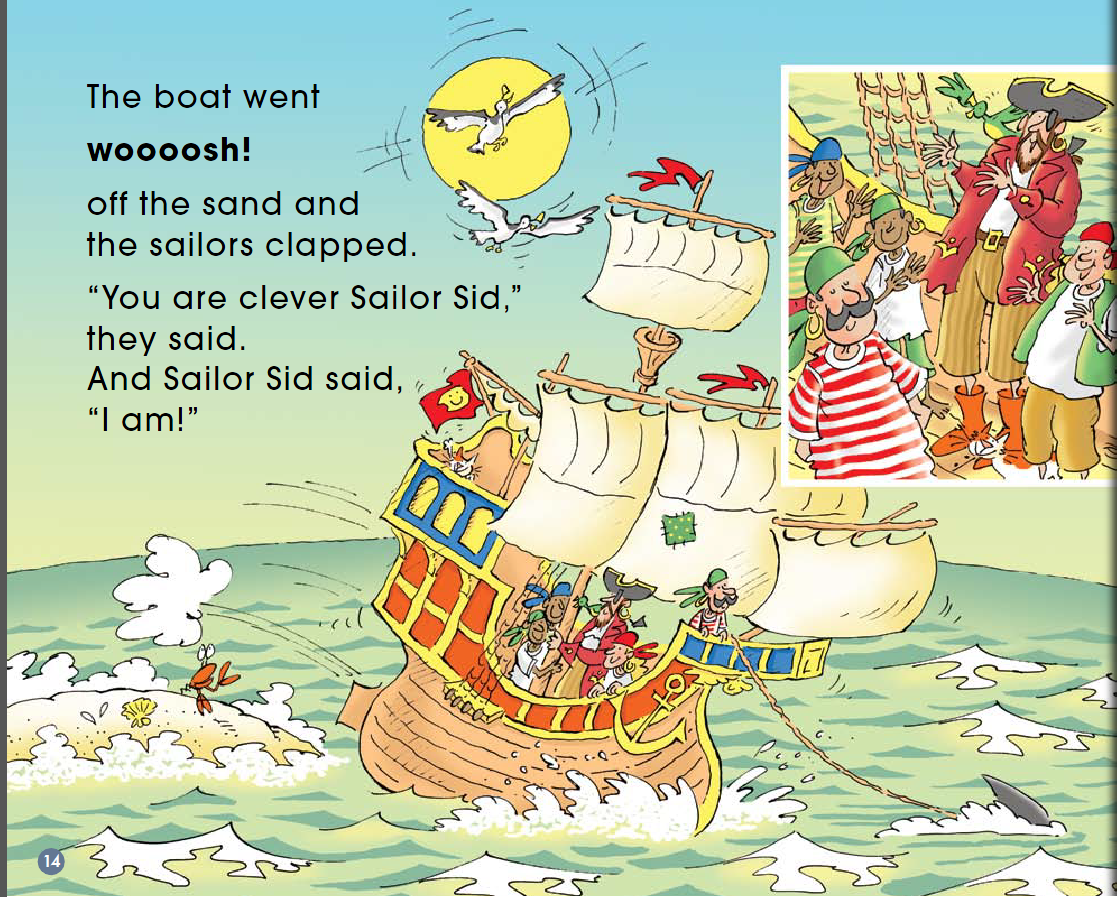 The boat went
woooosh!
off the sand and
the sailors clapped.
“You are clever Sailor Sid,”
they said.
And Sailor Sid said,
“I am!”
14